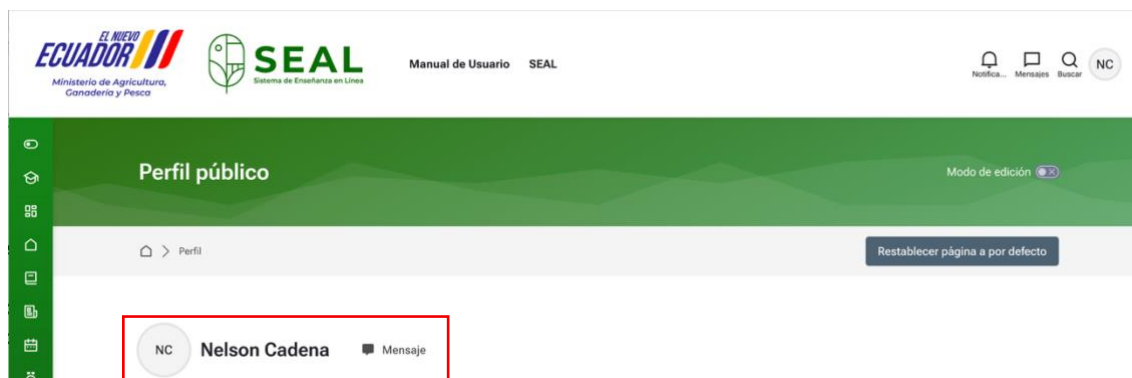 EL NUEVO
ECUADOR
Ministerio de Agricultura,
Ganadería y Pesca
SEAL
Sistema de Enseñanza en Línea
Manual de Usuario SEAL
Notifica... Mensajes Buscar NC
Perfil público
Modo de edición
Perfil
Restablecer página a por defecto
NC Nelson Cadena Mensaje